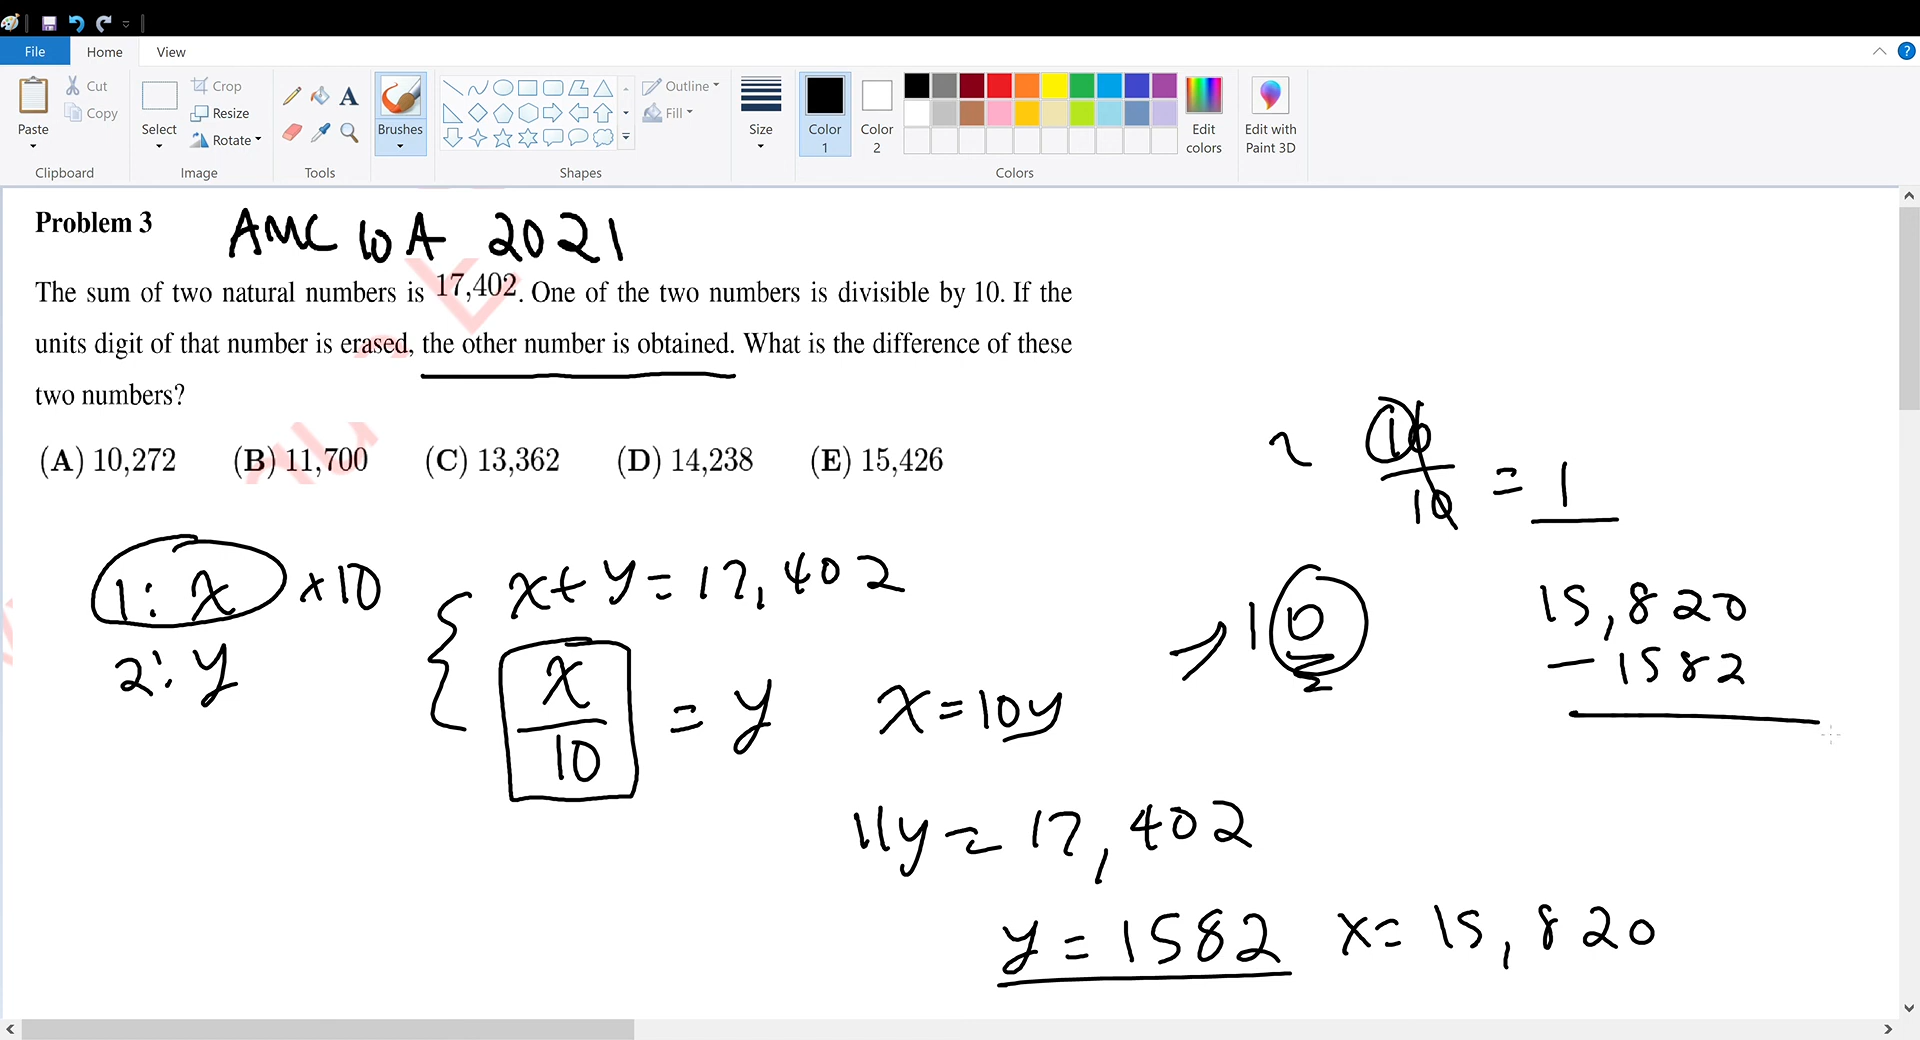 File Home View
Paste
Cut
Copy
Clipboard
Select
Crop
Resize
Rotate
Image
A
Tools
Brushes
Shapes
Outline
Fill
Size
Color 1
Color 2
Edit colors
Edit with Paint 3D
Colors
Problem 3 AMC 10A 2021
The sum of two natural numbers is 17,402. One of the two numbers is divisible by 10. If the
units digit of that number is erased, the other number is obtained. What is the difference of these
two numbers?
(A) 10,272 (B) 11,700 (C) 13,362 (D) 14,238 (E) 15,426
10/10 = 1
1: x x10
2: y
x+y=17,402
x/10 = y
x=10y
10
15,820
-1582
11y=17,402
y=1582 x=15,820